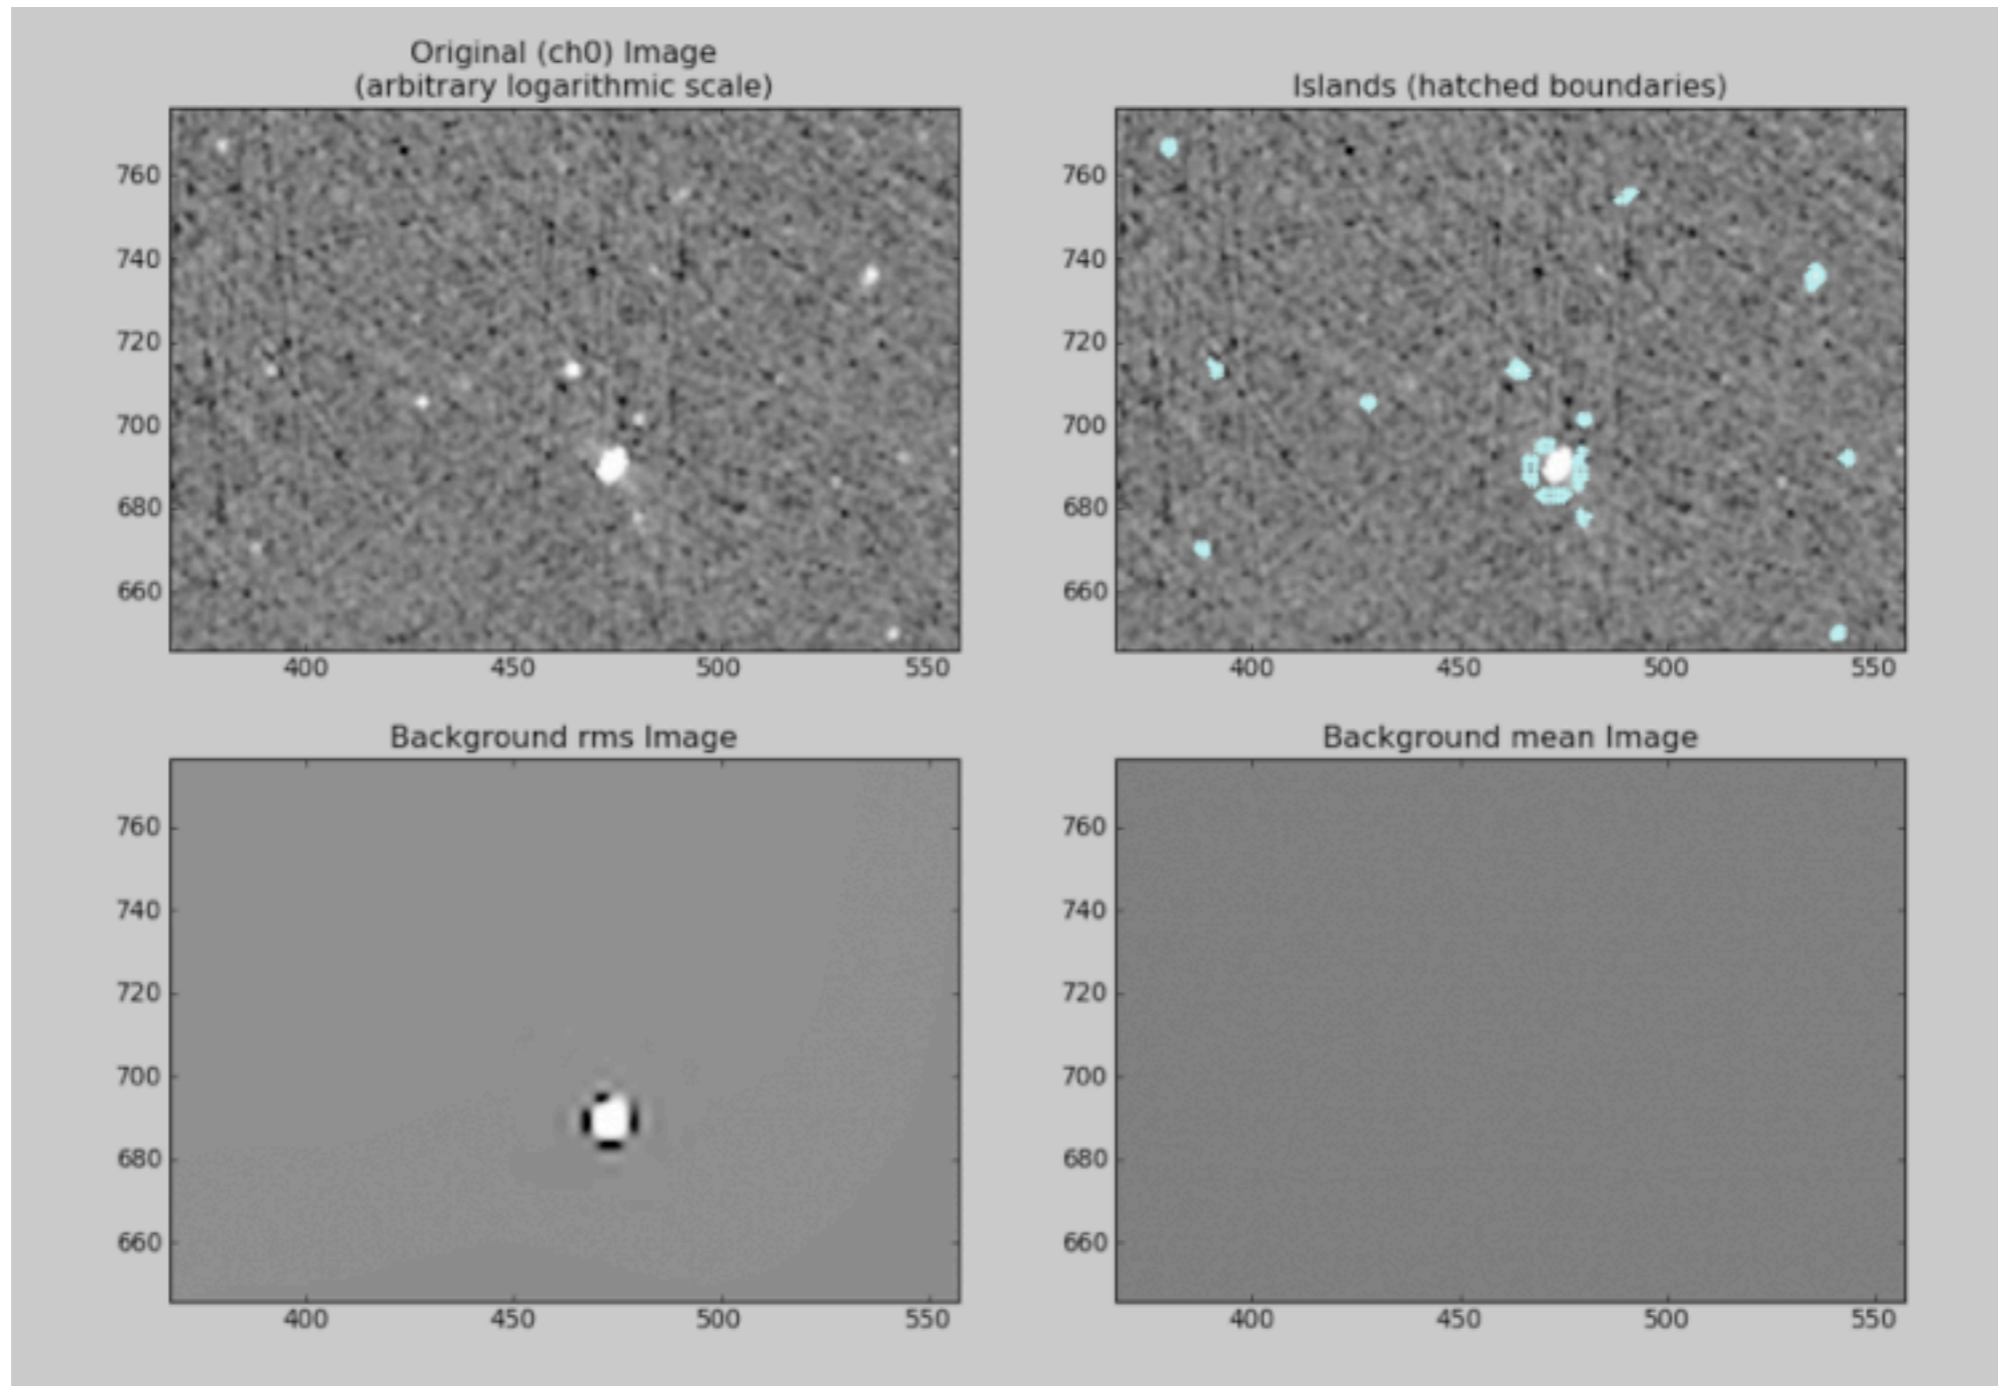 Original (ch0) Image
(arbitrary logarithmic scale)
760
740
720
700
680
660
400 450 500 550
Islands (hatched boundaries)
760
740
720
700
680
660
400 450 500 550
Background rms Image
760
740
720
700
680
660
400 450 500 550
Background mean Image
760
740
720
700
680
660
400 450 500 550